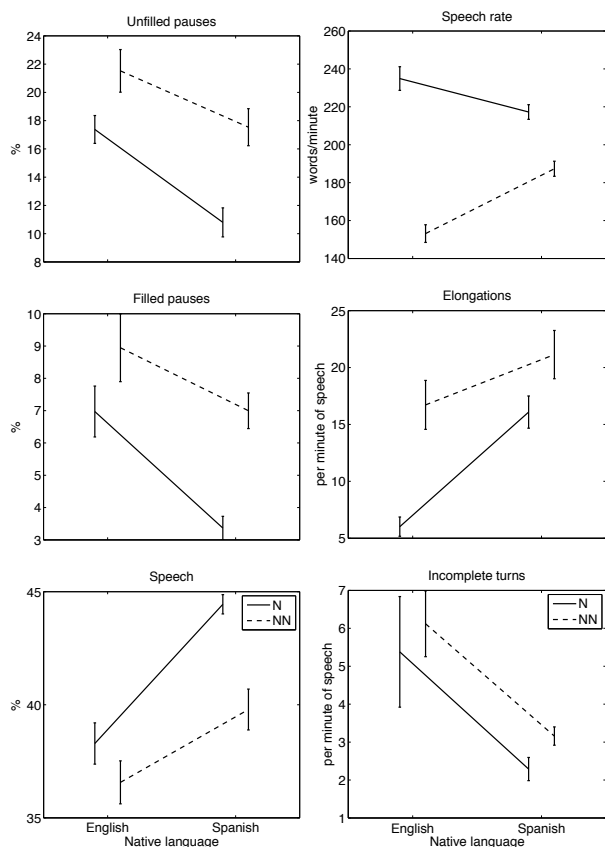 Unfilled pauses
24
22
20
18
16
14
12
10
8
%
Speech rate
260
240
220
200
180
160
140
words/minute
Filled pauses
10
9
8
7
6
5
4
3
%
Elongations
25
20
15
10
5
per minute of speech
Speech
45
40
35
%
N
NN
English Spanish
Native language
Incomplete turns
7
6
5
4
3
2
1
per minute of speech
N
NN
English Spanish
Native language